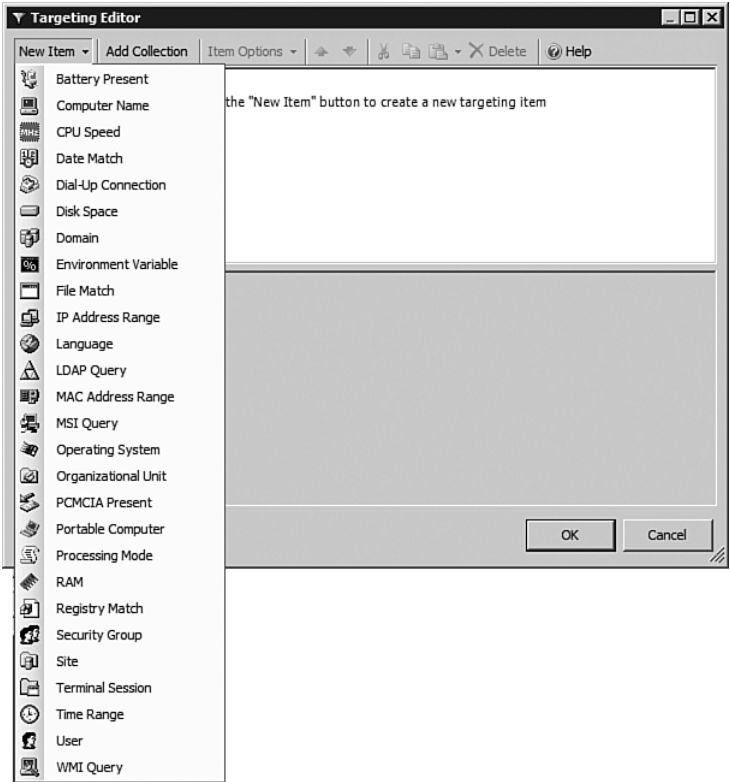 Targeting Editor
New Item Add Collection Item Options Delete Help
the "New Item" button to create a new targeting item
Battery Present
Computer Name
MHz CPU Speed
Date Match
Dial-Up Connection
Disk Space
Domain
% Environment Variable
File Match
IP Address Range
Language
LDAP Query
MAC Address Range
MSI Query
Operating System
Organizational Unit
PCMCIA Present
Portable Computer
Processing Mode
RAM
Registry Match
Security Group
Site
Terminal Session
Time Range
User
WMI Query
OK Cancel